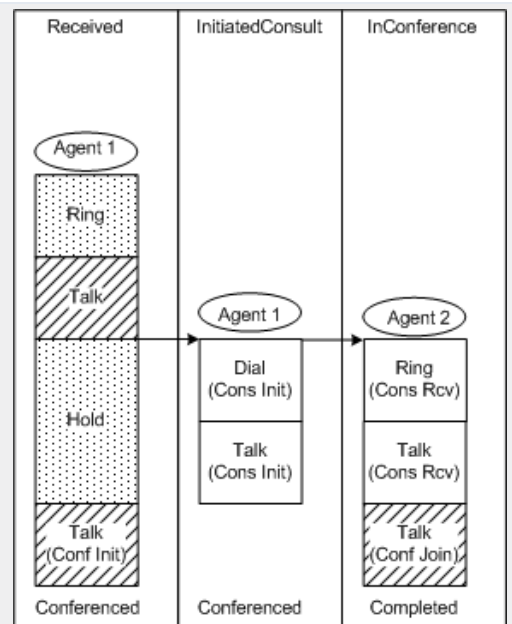 Received
InitiatedConsult
InConference
Agent 1
Ring
Talk
Hold
Talk
(Conf Init)
Conferenced
Agent 1
Dial
(Cons Init)
Talk
(Cons Init)
Conferenced
Agent 2
Ring
(Cons Rcv)
Talk
(Cons Rcv)
Talk
(Conf Join)
Completed